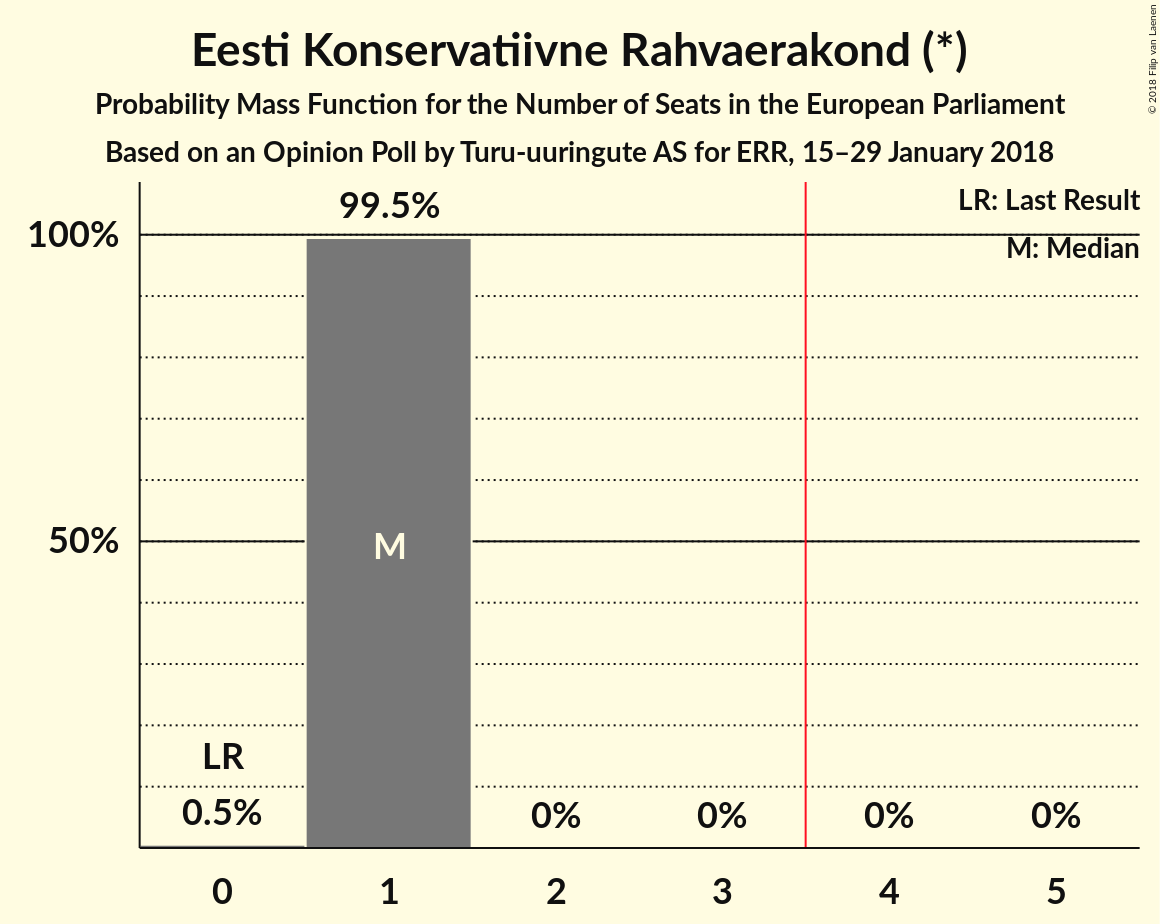 Eesti Konservatiivne Rahvaerakond (*)
Probability Mass Function for the Number of Seats in the European Parliament
Based on an Opinion Poll by Turu-uuringute AS for ERR, 15–29 January 2018
© 2018 Filip van Laenen
LR: Last Result
M: Median
99.5%
100%
50%
M
LR
0.5%
0%
0%
0%
0%
0 1 2 3 4 5